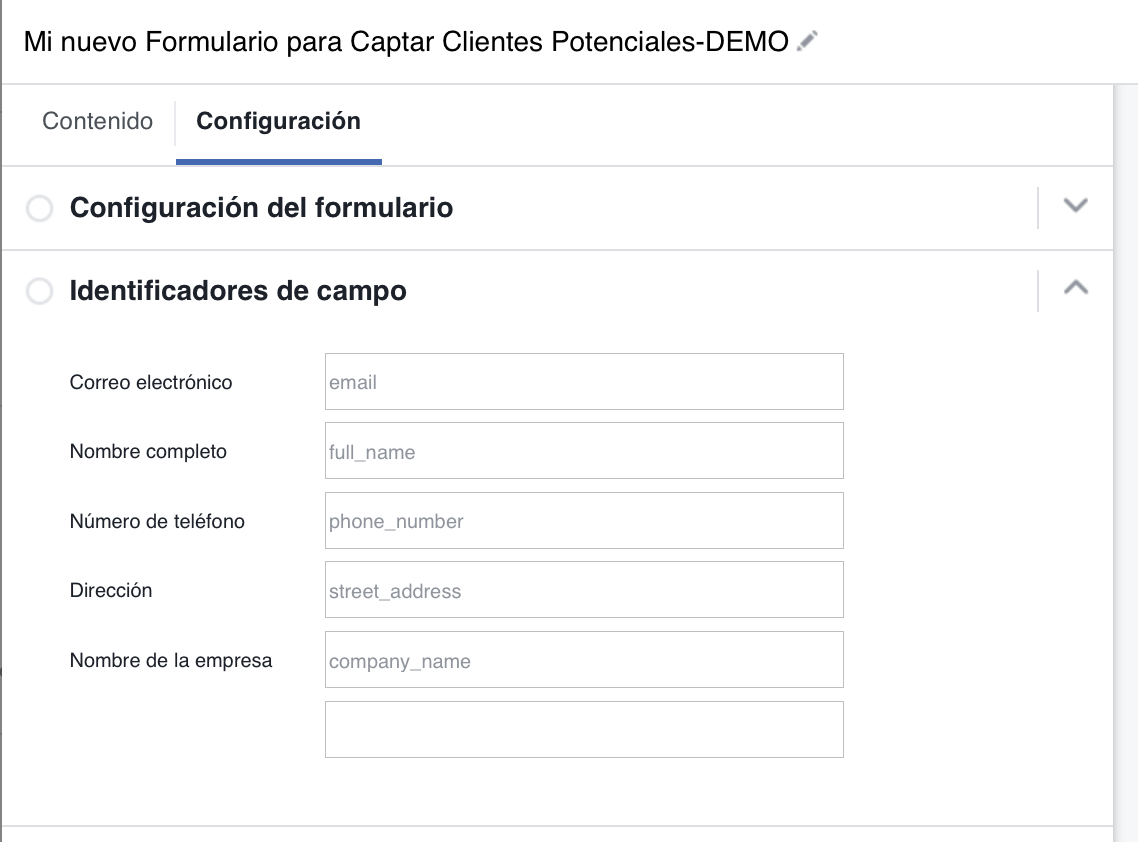 Mi nuevo Formulario para Captar Clientes Potenciales-DEMO
Contenido
Configuración
Configuración del formulario
Identificadores de campo
Correo electrónico
email
Nombre completo
full_name
Número de teléfono
phone_number
Dirección
street_address
Nombre de la empresa
company_name